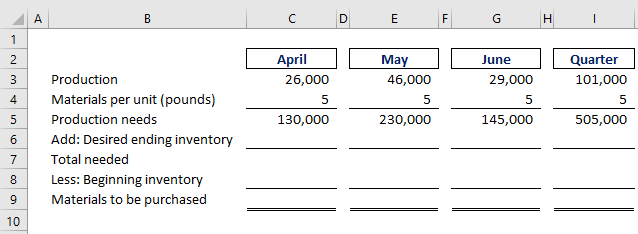 A B C D E F G H I
1
2 April May June Quarter
3 Production 26,000 46,000 29,000 101,000
4 Materials per unit (pounds) 5 5 5 5
5 Production needs 130,000 230,000 145,000 505,000
6 Add: Desired ending inventory
7 Total needed
8 Less: Beginning inventory
9 Materials to be purchased
10